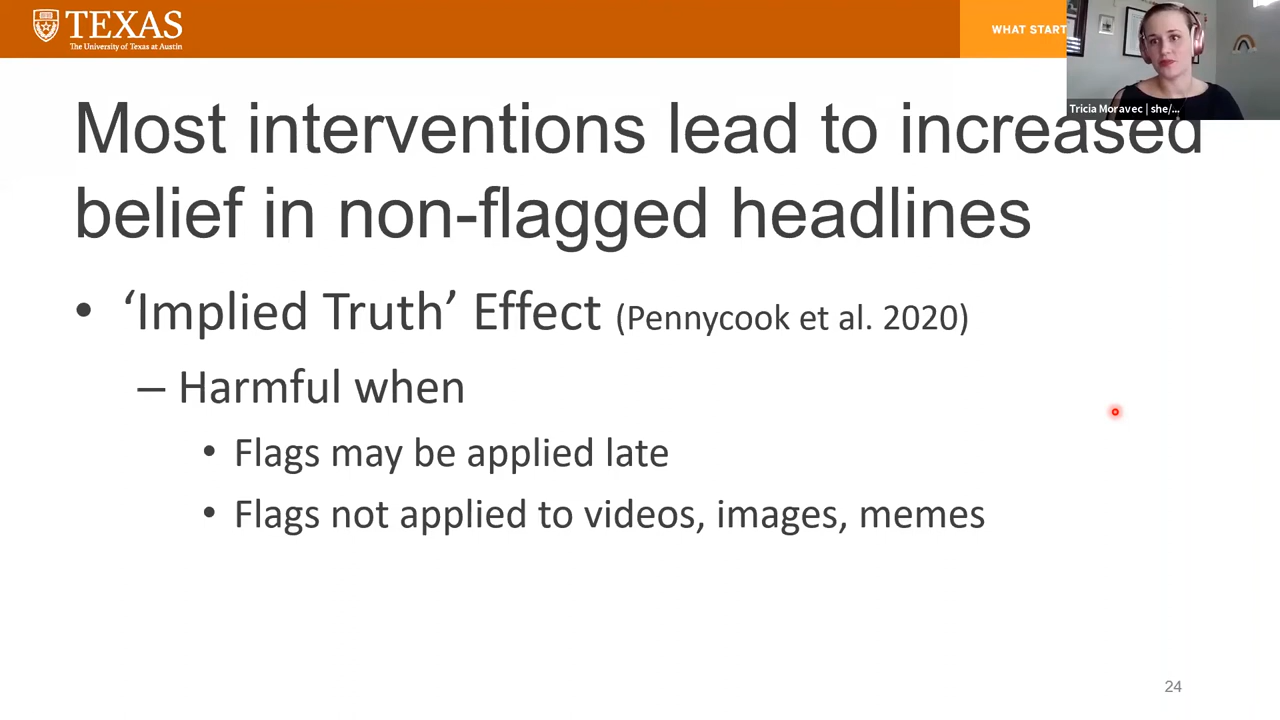 TEXAS
The University of Texas at Austin
WHAT START
Tricia Moravec | she/...
Most interventions lead to increased
belief in non-flagged headlines
• ‘Implied Truth’ Effect (Pennycook et al. 2020)
– Harmful when
• Flags may be applied late
• Flags not applied to videos, images, memes
24